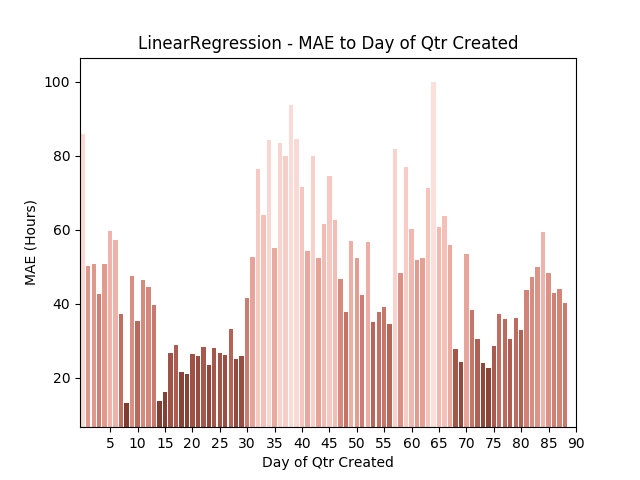 LinearRegression - MAE to Day of Qtr Created
100
80
60
40
20
MAE (Hours)
5 10 15 20 25 30 35 40 45 50 55 60 65 70 75 80 85 90
Day of Qtr Created